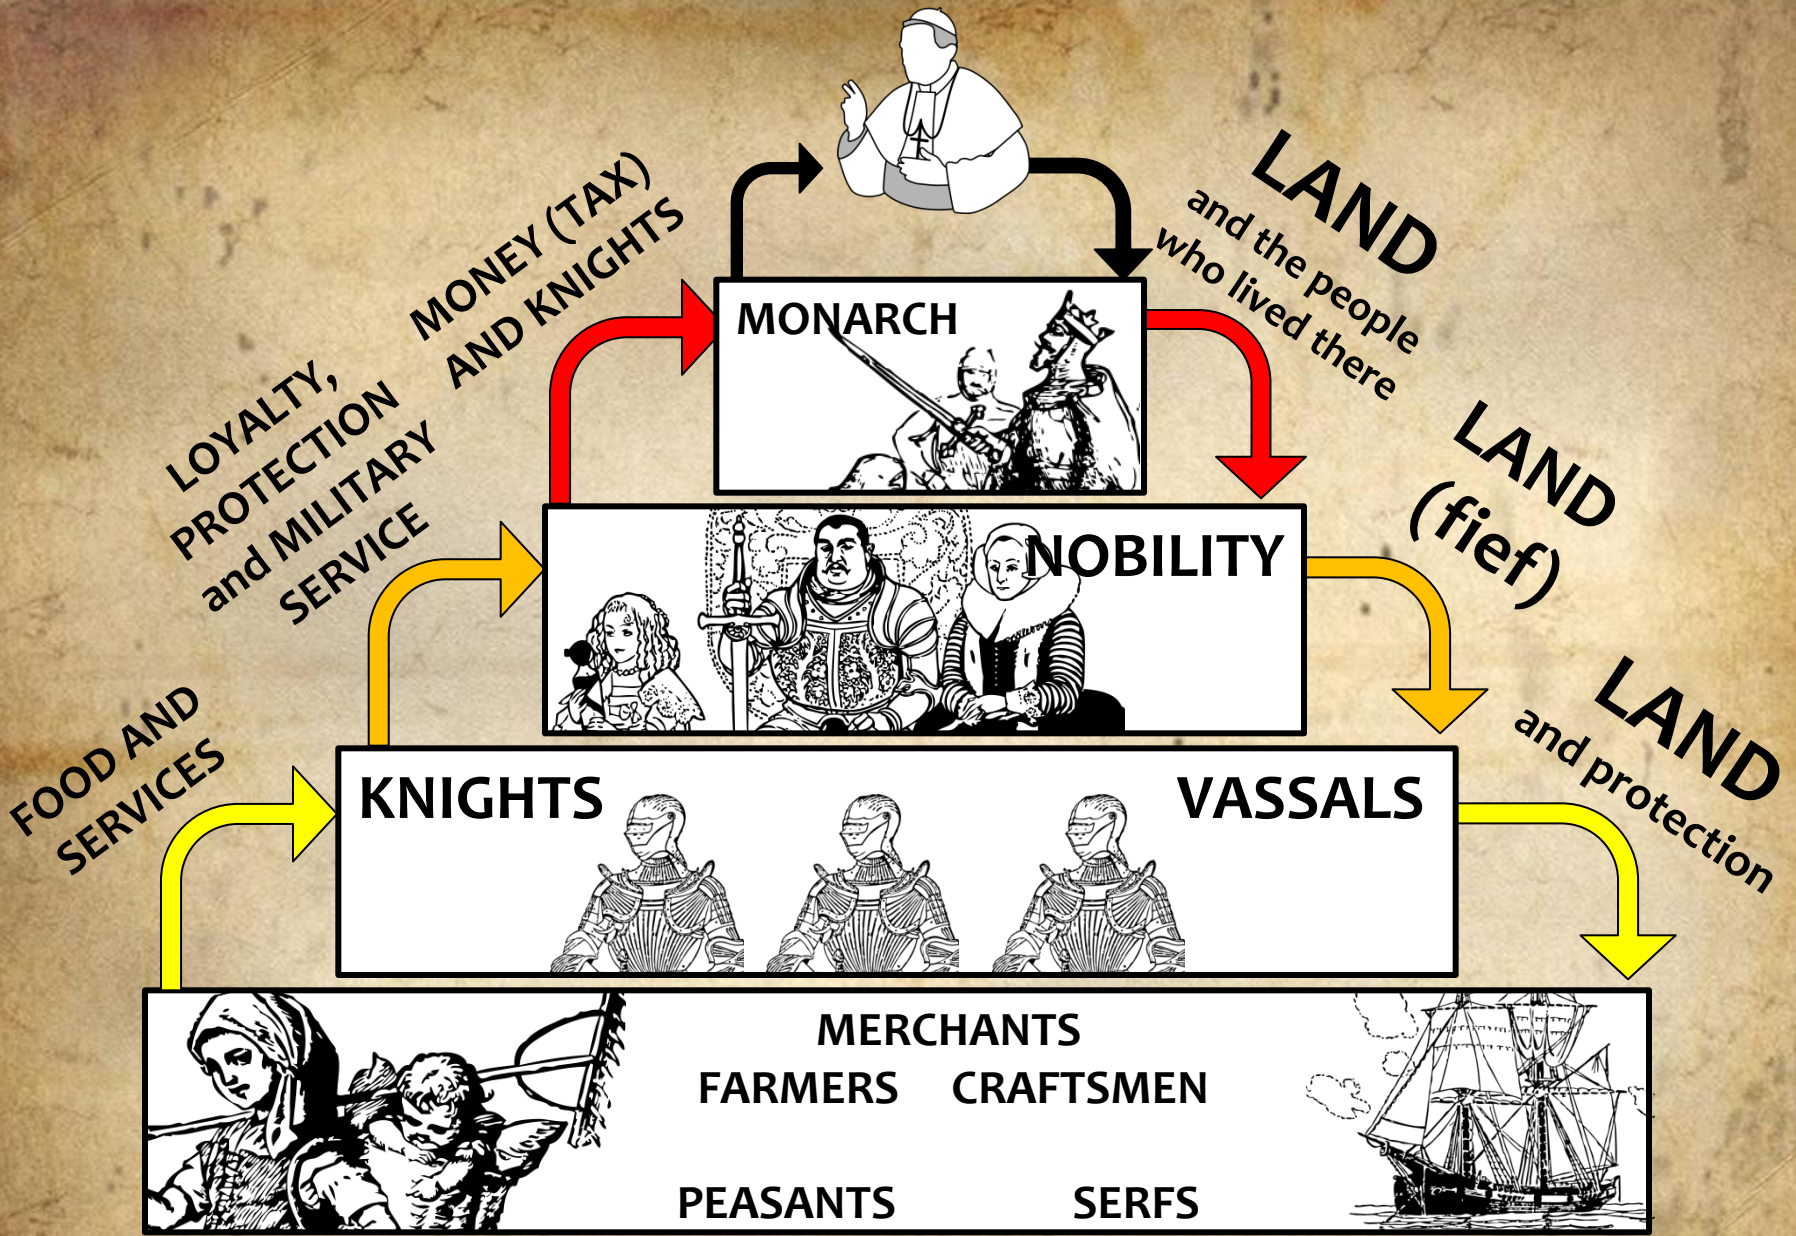 MONEY (TAX)
AND KNIGHTS
LAND
and the people
who lived there
MONARCH
LOYALTY,
PROTECTION
and MILITARY
SERVICE
LAND
(fief)
NOBILITY
FOOD AND
SERVICES
LAND
and protection
KNIGHTS
VASSALS
MERCHANTS
FARMERS CRAFTSMEN
PEASANTS SERFS